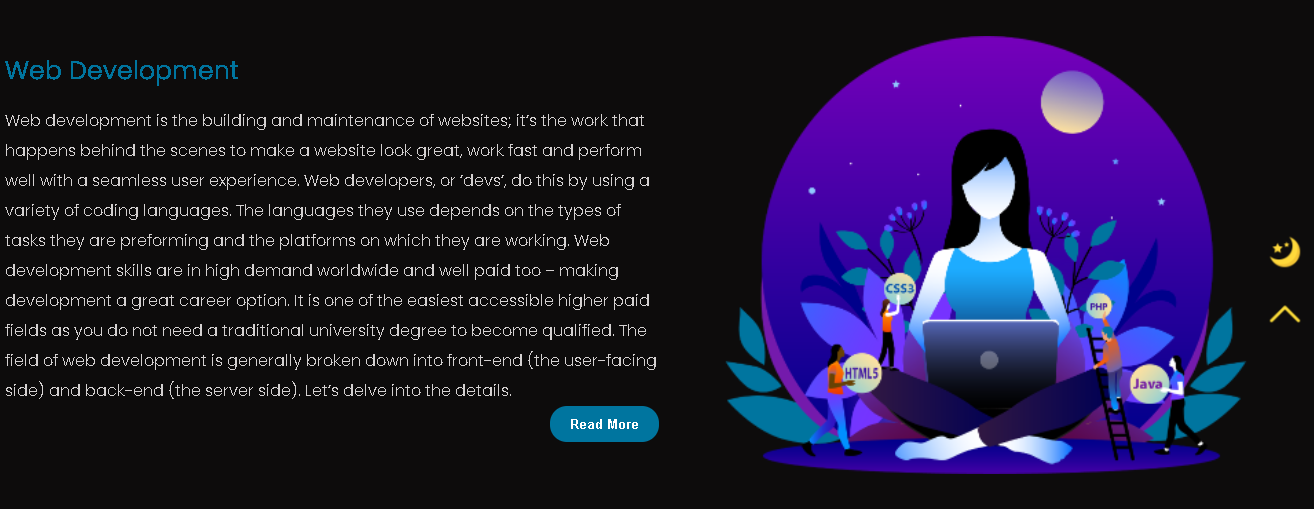 Web Development
Web development is the building and maintenance of websites; it's the work that
happens behind the scenes to make a website look great, work fast and perform
well with a seamless user experience. Web developers, or 'devs', do this by using a
variety of coding languages. The languages they use depends on the types of
tasks they are preforming and the platforms on which they are working. Web
development skills are in high demand worldwide and well paid too – making
development a great career option. It is one of the easiest accessible higher paid
fields as you do not need a traditional university degree to become qualified. The
field of web development is generally broken down into front-end (the user-facing
side) and back-end (the server side). Let's delve into the details.
Read More
CSS3
PHP
HTML5
Java